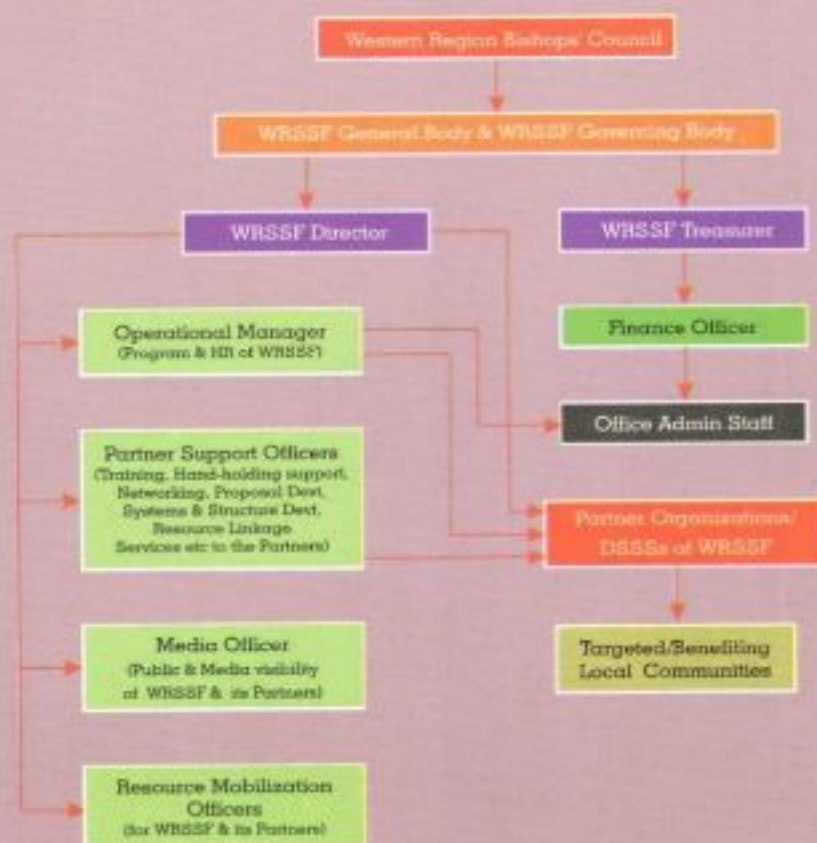 Western Region Bishops' Council
WRSSF General Body & WRSSF Governing Body
WRSSF Director
WRSSF Treasurer
Operational Manager
(Program & HR of WRSSF)
Finance Officer
Office Admin Staff
Partner Support Officers
(Training, Hand-holding support,
Networking, Proposal Devt,
Systems & Structure Devt,
Resource Linkage
Services etc to the Partners)
Partner Organizations/
DSSSs of WRSSF
Media Officer
(Public & Media visibility
of WRSSF & its Partners)
Targeted/Benefiting
Local Communities
Resource Mobilization
Officers
(for WRSSF & its Partners)